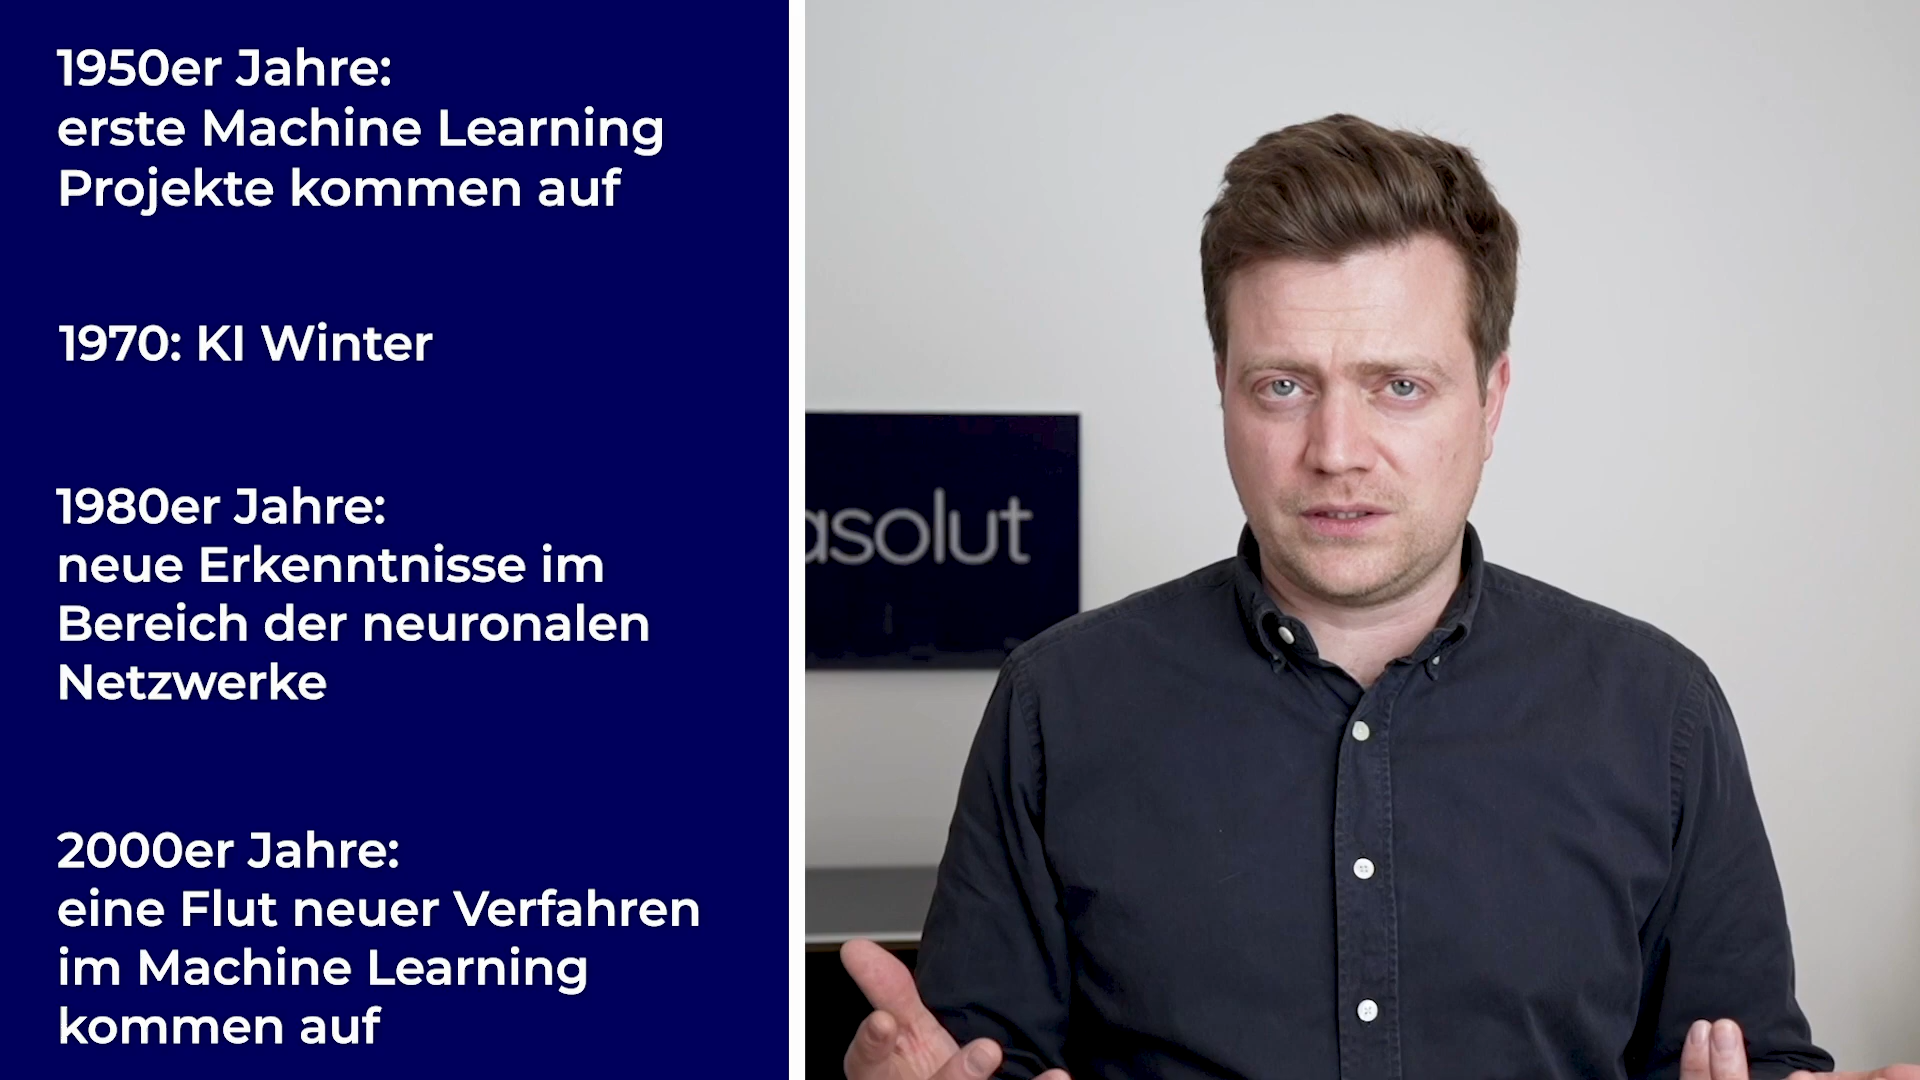 1950er Jahre:
erste Machine Learning
Projekte kommen auf
1970: KI Winter
1980er Jahre:
neue Erkenntnisse im
Bereich der neuronalen
Netzwerke
2000er Jahre:
eine Flut neuer Verfahren
im Machine Learning
kommen auf
asolut